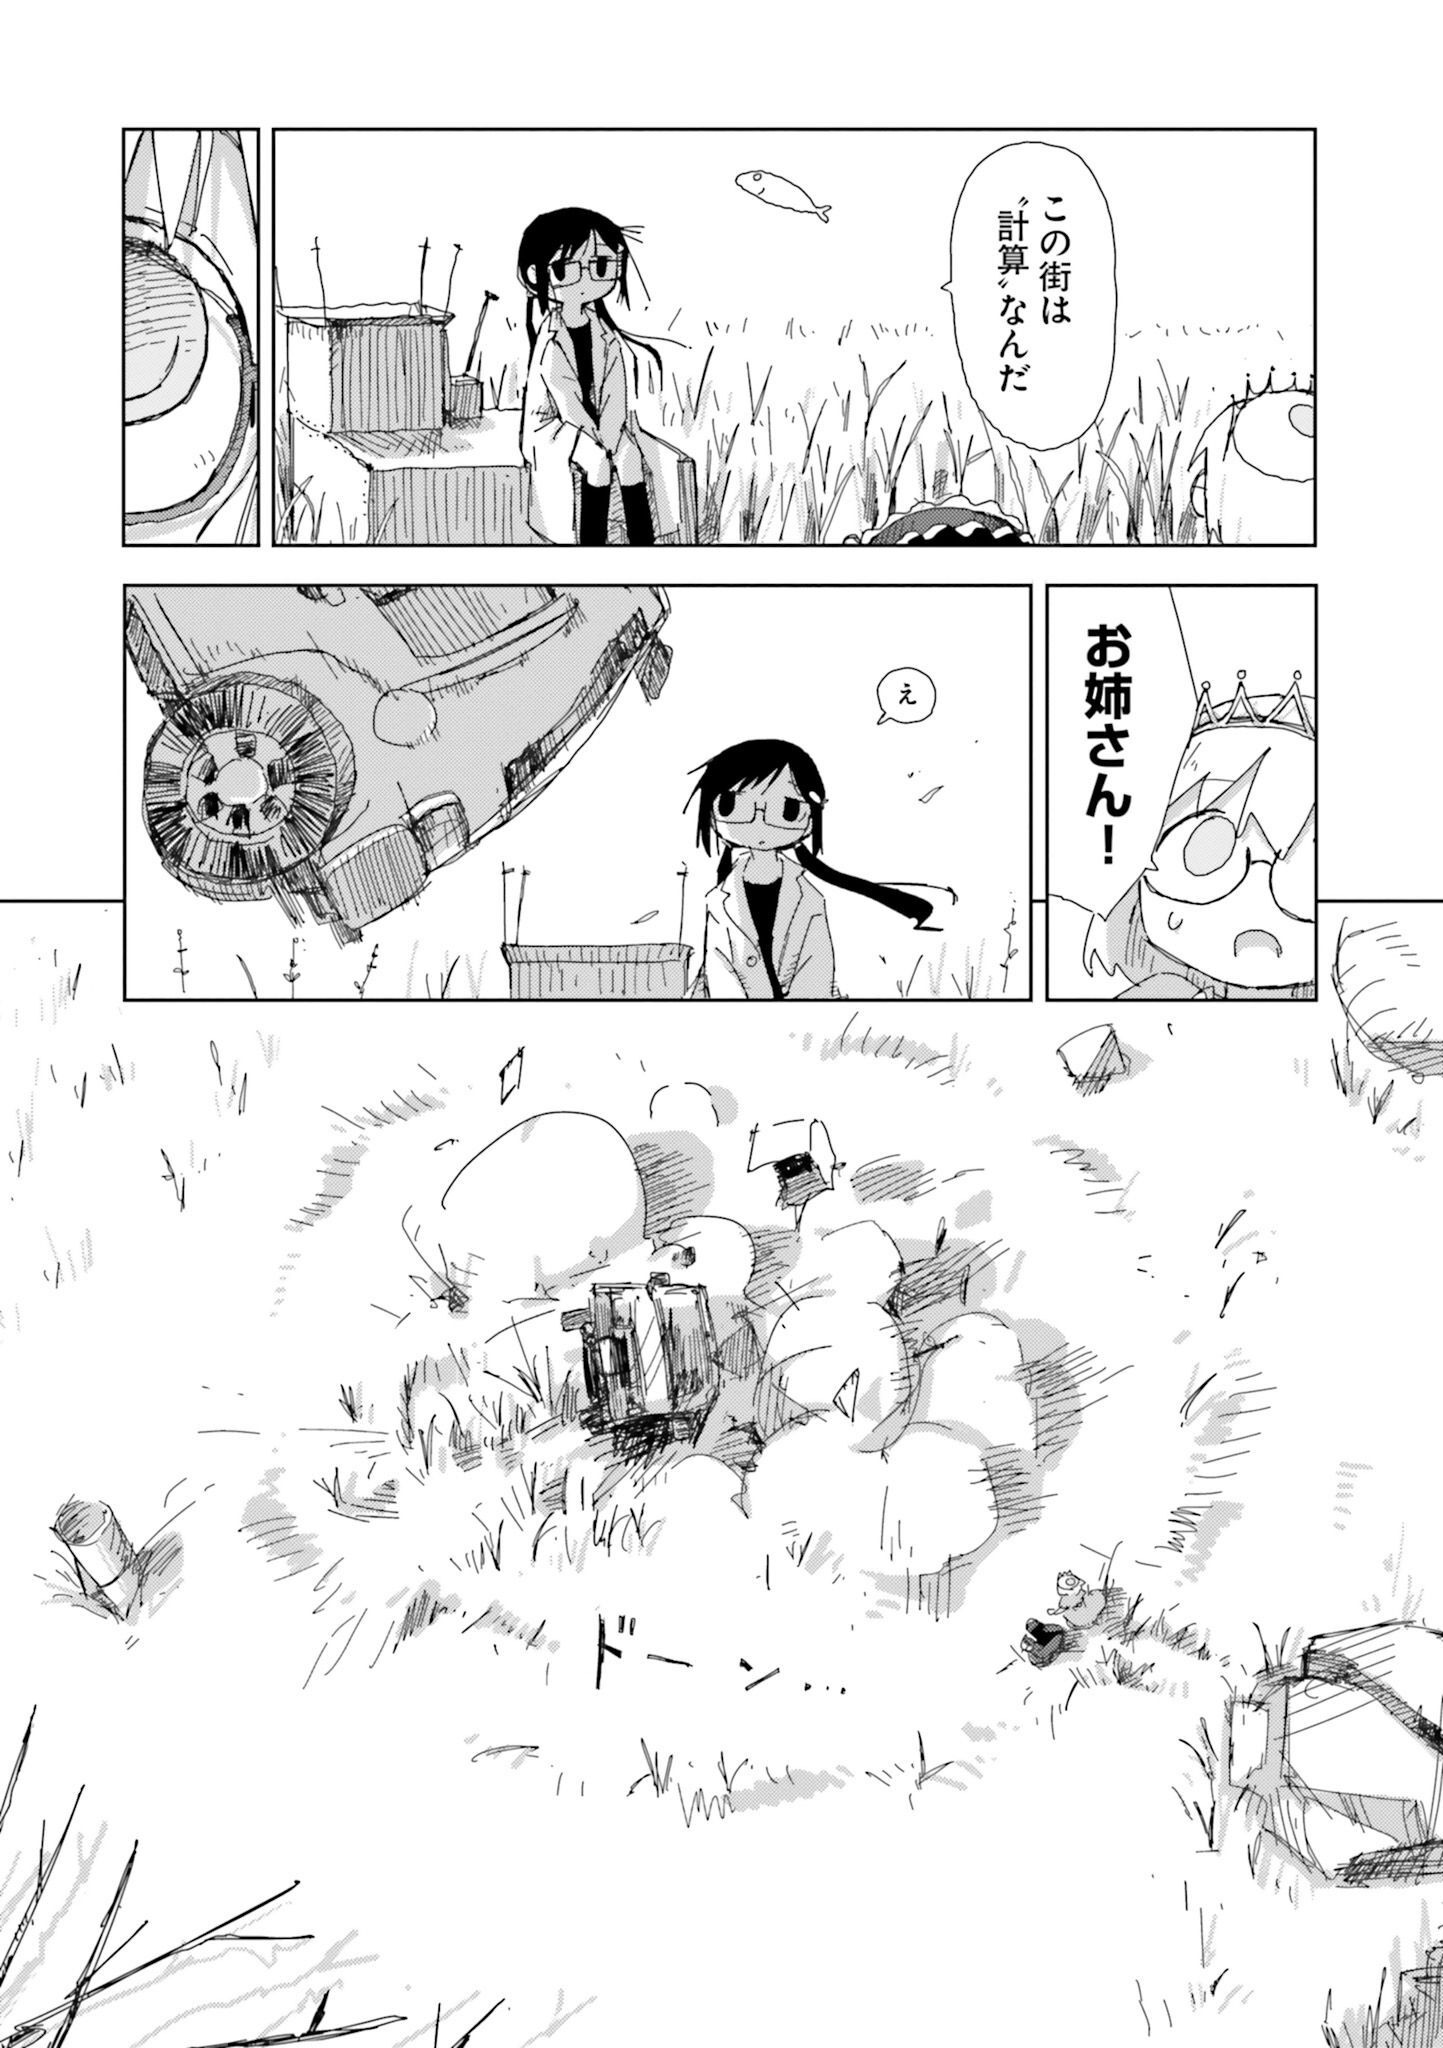 この街は
〝計算〟なんだ
お姉さん！
え
ドーン…